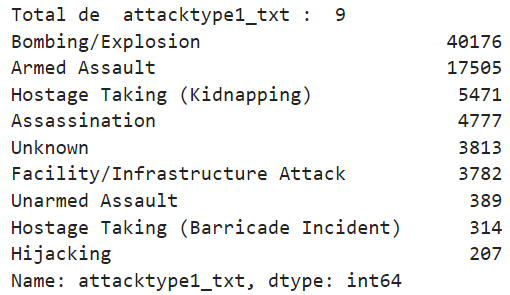 Total de  attacktype1_txt :  9
Bombing/Explosion                     40176
Armed Assault                         17505
Hostage Taking (Kidnapping)            5471
Assassination                          4777
Unknown                                3813
Facility/Infrastructure Attack         3782
Unarmed Assault                         389
Hostage Taking (Barricade Incident)     314
Hijacking                               207
Name: attacktype1_txt, dtype: int64